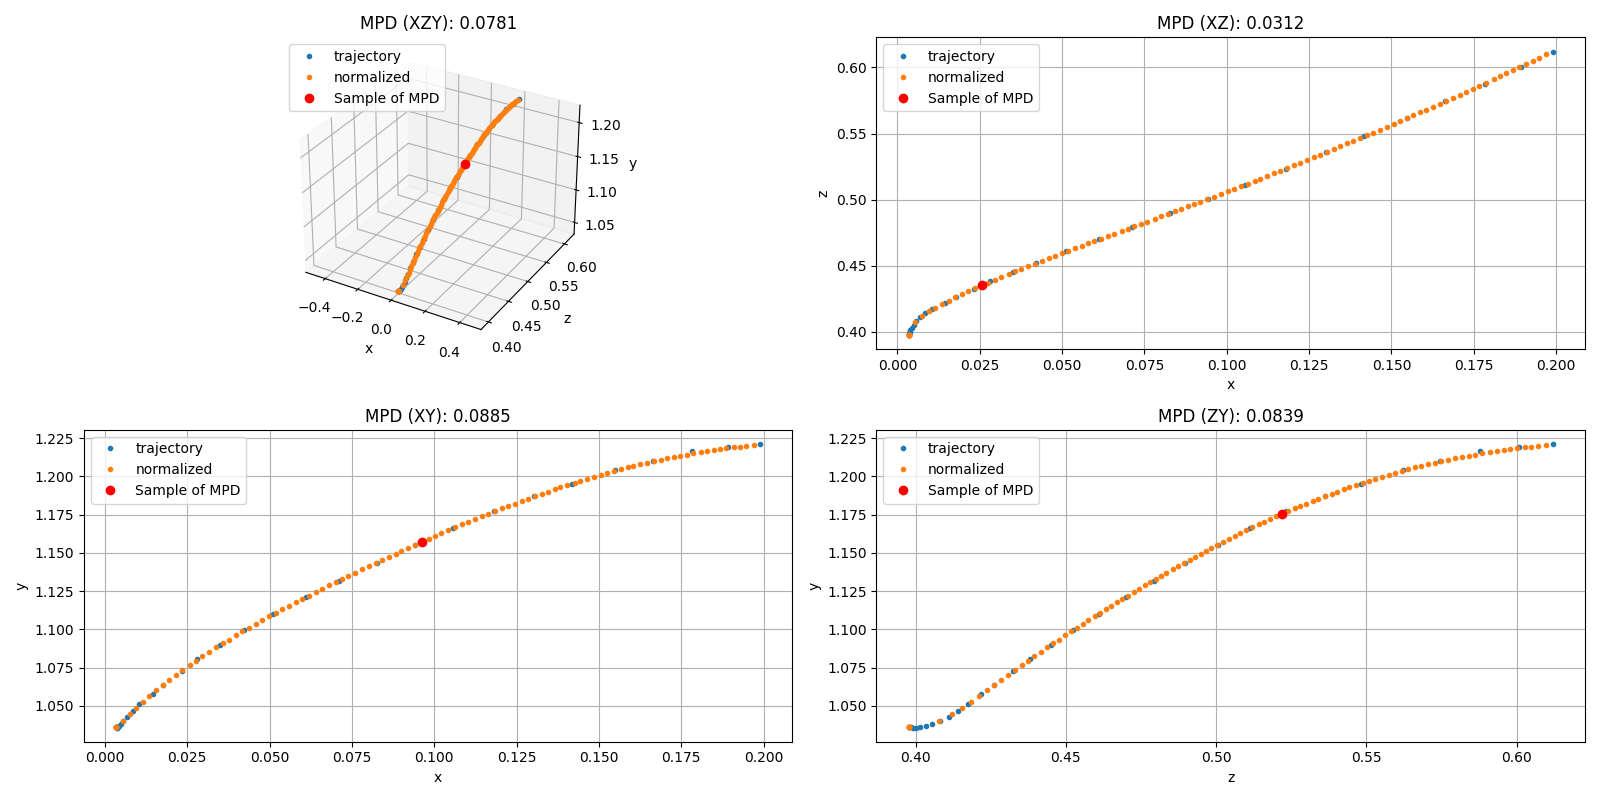 MPD (XZY): 0.0781
trajectory
normalized
Sample of MPD
1.20
1.15
1.10
1.05
y
0.60
0.55
0.50
0.45
0.40
z
−0.4
−0.2
0.0
0.2
0.4
x
MPD (XZ): 0.0312
trajectory
normalized
Sample of MPD
0.60
0.55
0.50
0.45
0.40
z
0.000 0.025 0.050 0.075 0.100 0.125 0.150 0.175 0.200
x
MPD (XY): 0.0885
trajectory
normalized
Sample of MPD
1.225
1.200
1.175
1.150
1.125
1.100
1.075
1.050
y
0.000 0.025 0.050 0.075 0.100 0.125 0.150 0.175 0.200
x
MPD (ZY): 0.0839
trajectory
normalized
Sample of MPD
1.225
1.200
1.175
1.150
1.125
1.100
1.075
1.050
y
0.40 0.45 0.50 0.55 0.60
z